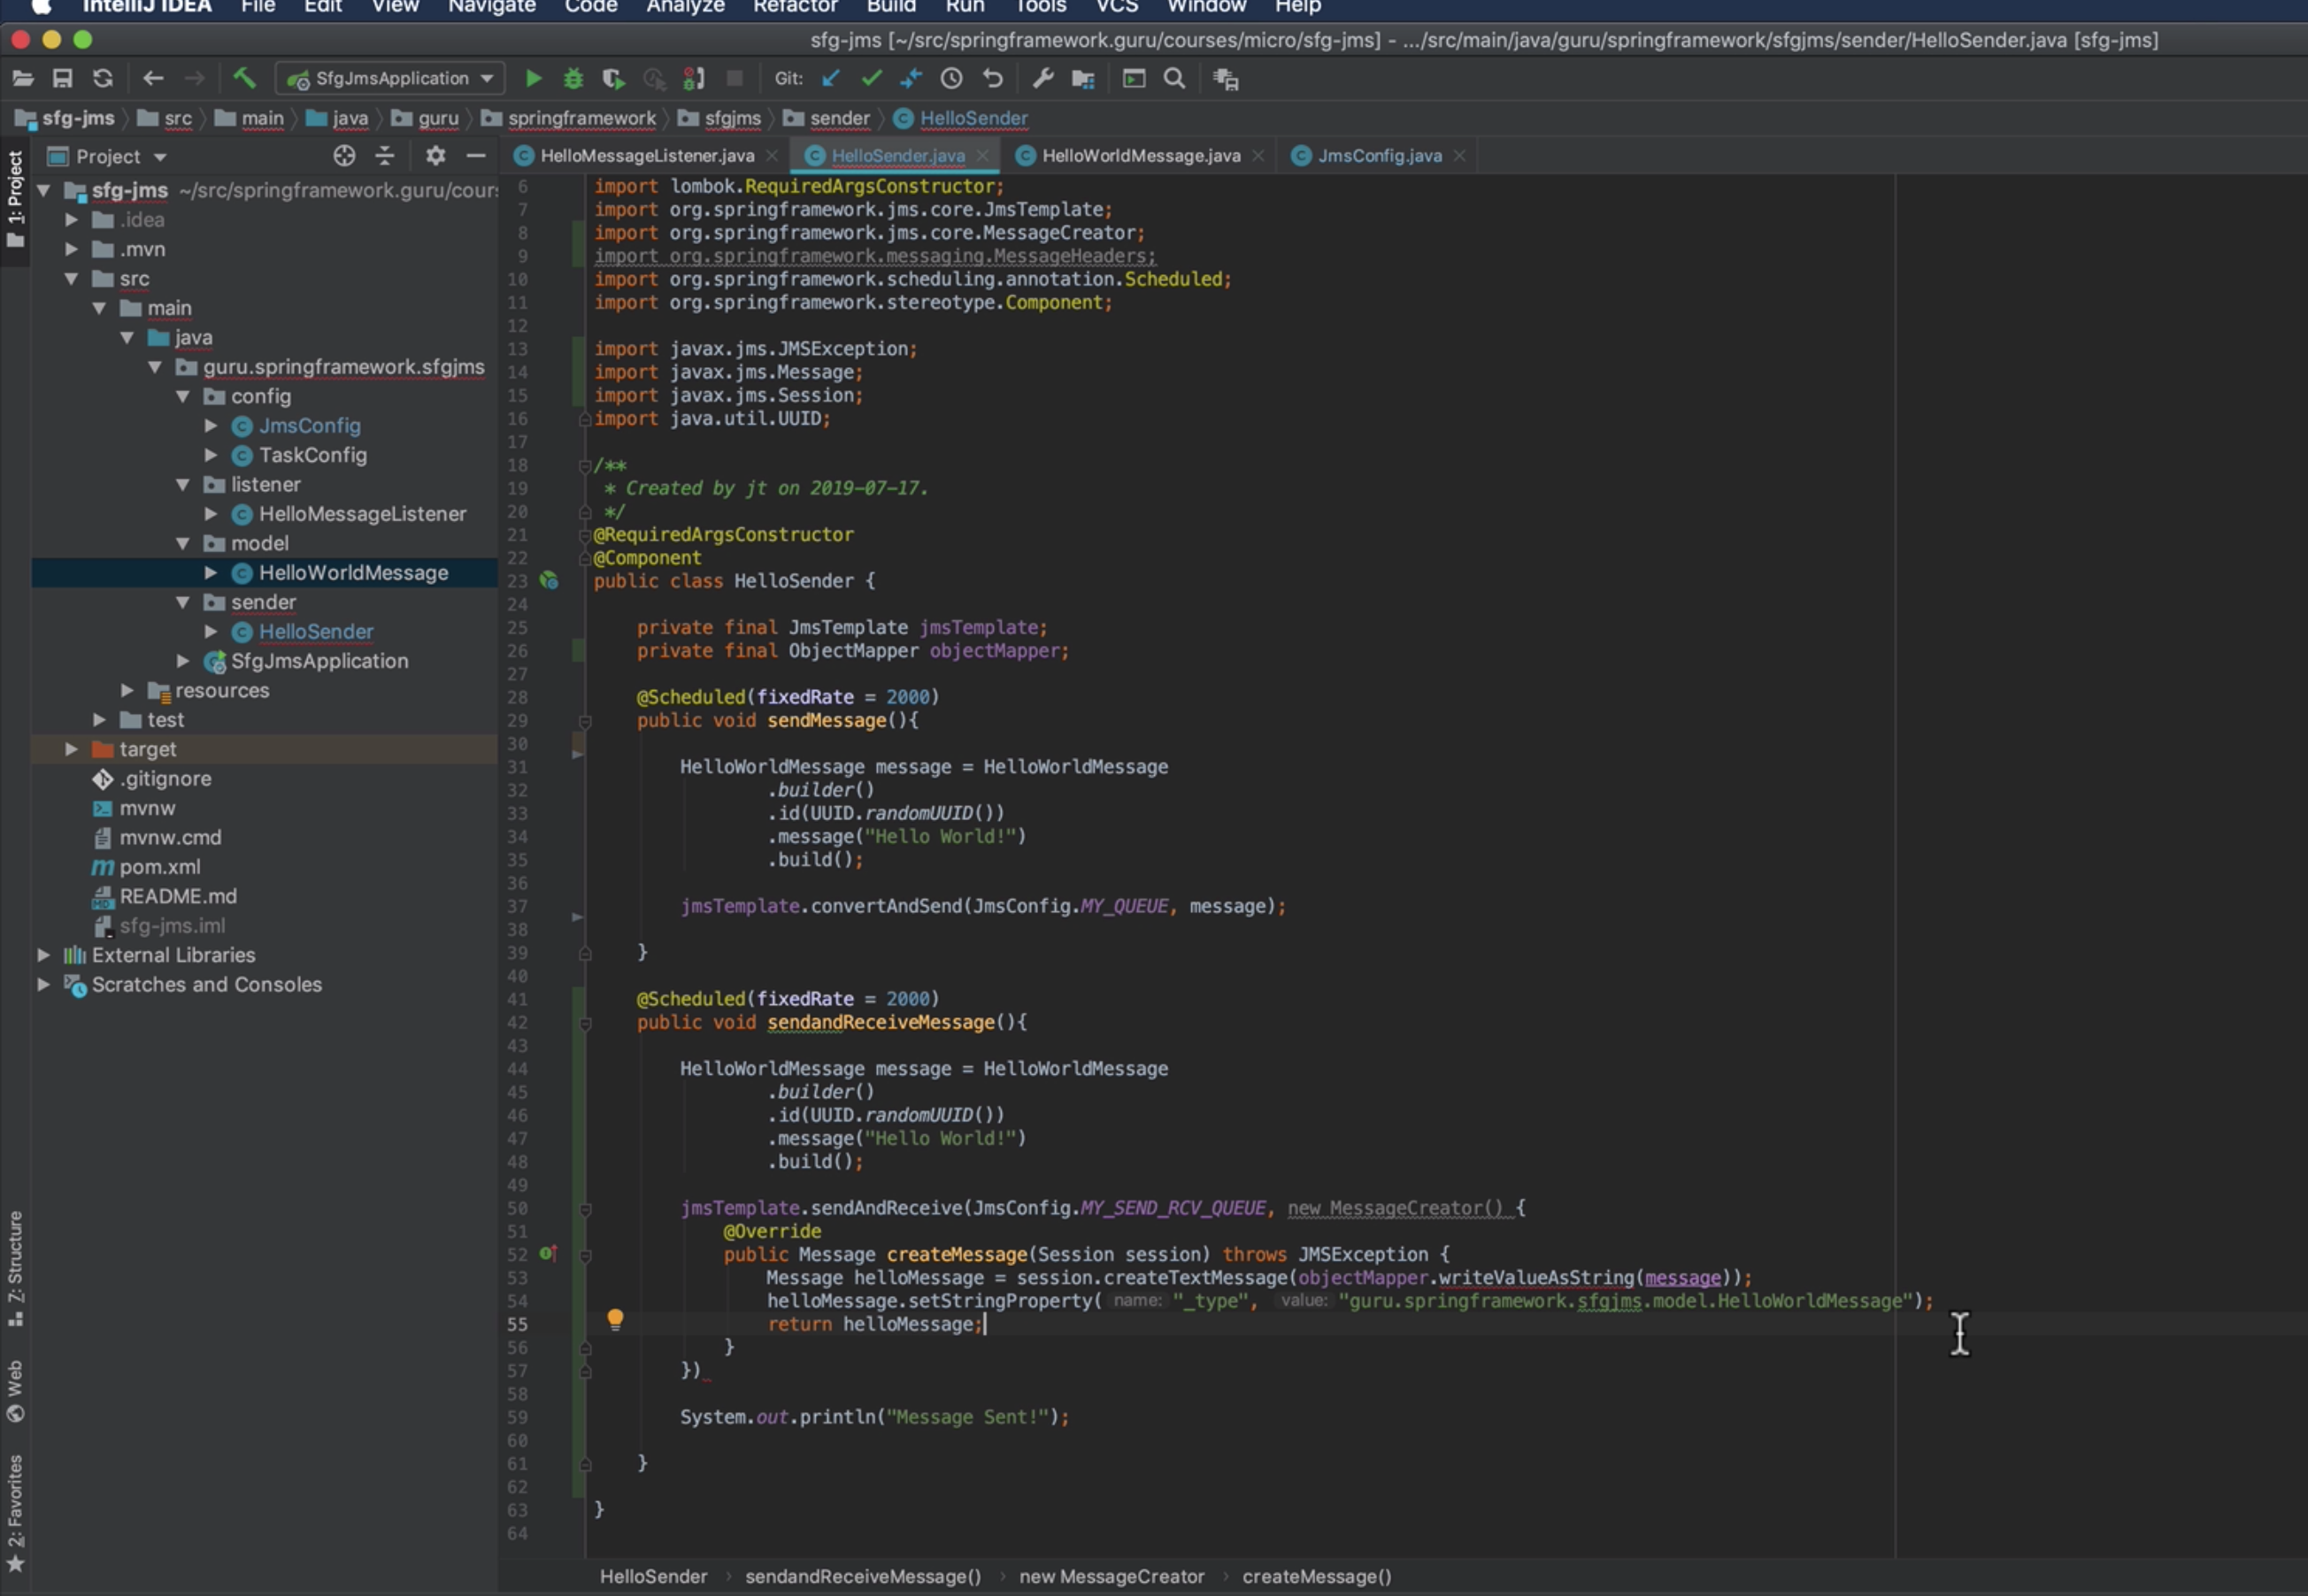 IntelliJ IDEA File Edit View Navigate Code Analyze Refactor Build Run Tools VCS Window Help
sfg-jms [~/src/springframework.guru/courses/micro/sfg-jms] - .../src/main/java/guru/springframework/sfgjms/sender/HelloSender.java [sfg-jms]
SfgJmsApplication Git:
sfg-jms src main java guru springframework sfgjms sender HelloSender
Project
HelloMessageListener.java HelloSender.java HelloWorldMessage.java JmsConfig.java
1: Project
sfg-jms ~/src/springframework.guru/cour
.idea
.mvn
src
main
java
guru.springframework.sfgjms
config
JmsConfig
TaskConfig
listener
HelloMessageListener
model
HelloWorldMessage
sender
HelloSender
SfgJmsApplication
resources
test
target
.gitignore
mvnw
mvnw.cmd
pom.xml
README.md
sfg-jms.iml
External Libraries
Scratches and Consoles
7: Structure
Web
2: Favorites
6 import lombok.RequiredArgsConstructor;
7 import org.springframework.jms.core.JmsTemplate;
8 import org.springframework.jms.core.MessageCreator;
9 import org.springframework.messaging.MessageHeaders;
10 import org.springframework.scheduling.annotation.Scheduled;
11 import org.springframework.stereotype.Component;
12
13 import javax.jms.JMSException;
14 import javax.jms.Message;
15 import javax.jms.Session;
16 import java.util.UUID;
17
18 /**
19 * Created by jt on 2019-07-17.
20 */
21 @RequiredArgsConstructor
22 @Component
23 public class HelloSender {
24
25 private final JmsTemplate jmsTemplate;
26 private final ObjectMapper objectMapper;
27
28 @Scheduled(fixedRate = 2000)
29 public void sendMessage(){
30
31 HelloWorldMessage message = HelloWorldMessage
32 .builder()
33 .id(UUID.randomUUID())
34 .message("Hello World!")
35 .build();
36
37 jmsTemplate.convertAndSend(JmsConfig.MY_QUEUE, message);
38
39 }
40
41 @Scheduled(fixedRate = 2000)
42 public void sendandReceiveMessage(){
43
44 HelloWorldMessage message = HelloWorldMessage
45 .builder()
46 .id(UUID.randomUUID())
47 .message("Hello World!")
48 .build();
49
50 jmsTemplate.sendAndReceive(JmsConfig.MY_SEND_RCV_QUEUE, new MessageCreator() {
51 @Override
52 public Message createMessage(Session session) throws JMSException {
53 Message helloMessage = session.createTextMessage(objectMapper.writeValueAsString(message));
54 helloMessage.setStringProperty( name: "_type", value: "guru.springframework.sfgjms.model.HelloWorldMessage");
55 return helloMessage;
56 }
57 })
58
59 System.out.println("Message Sent!");
60
61 }
62
63 }
64
HelloSender sendandReceiveMessage() new MessageCreator createMessage()